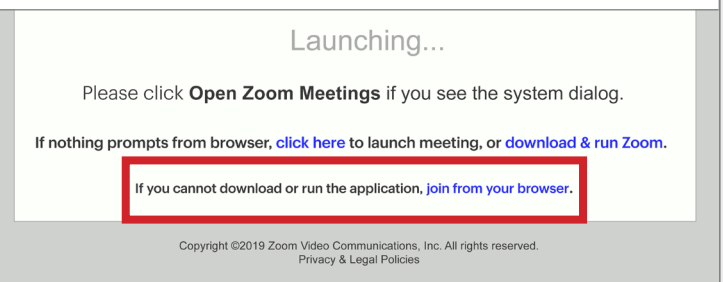 Launching...
Please click Open Zoom Meetings if you see the system dialog.
If nothing prompts from browser, click here to launch meeting, or download & run Zoom.
If you cannot download or run the application, join from your browser.
Copyright ©2019 Zoom Video Communications, Inc. All rights reserved.
Privacy & Legal Policies